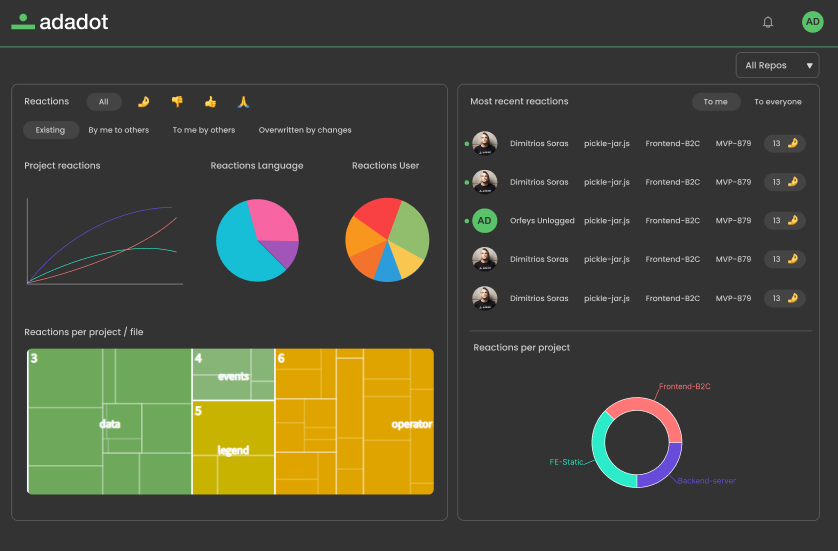 adadot
AD
All Repos
Reactions All
Existing By me to others To me by others Overwritten by changes
Project reactions Reactions Language Reactions User
Reactions per project / file
3 4 6
events
data 5 operator
legend
Most recent reactions To me To everyone
Dimitrios Soras pickle-jar.js Frontend-B2C MVP-879 13
Dimitrios Soras pickle-jar.js Frontend-B2C MVP-879 13
AD Orfeys Unlogged pickle-jar.js Frontend-B2C MVP-879 13
Dimitrios Soras pickle-jar.js Frontend-B2C MVP-879 13
Dimitrios Soras pickle-jar.js Frontend-B2C MVP-879 13
Reactions per project
Frontend-B2C
FE-Static
Backend-server